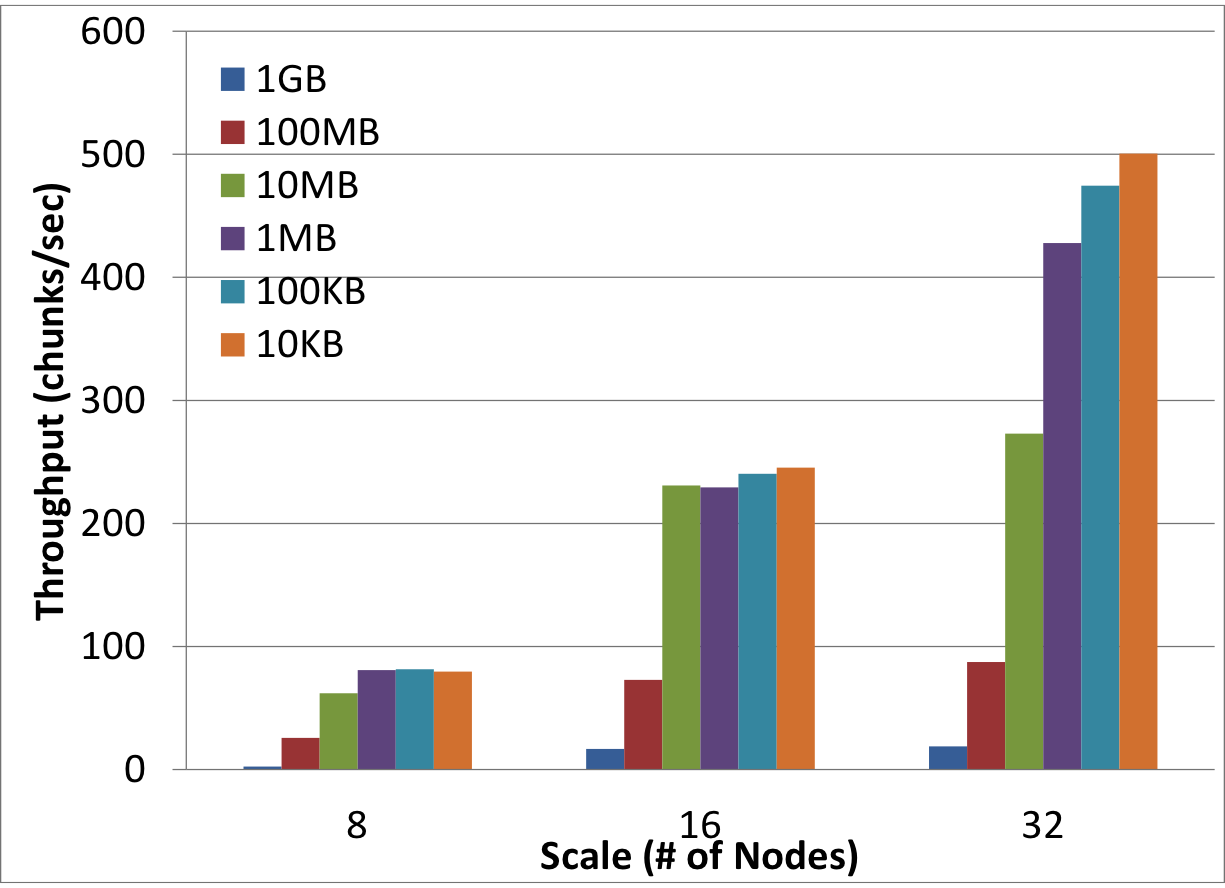 600
500
400
300
200
100
0
Throughput (chunks/sec)
1GB
100MB
10MB
1MB
100KB
10KB
8
16
32
Scale (# of Nodes)